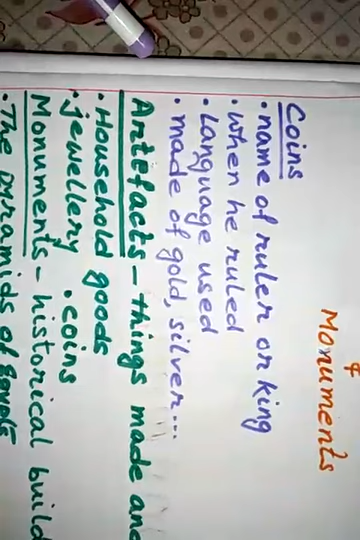 &
Monuments
Coins
• name of ruler or king
• when he ruled
• Language used
• made of gold, silver...
Artefacts - things made and
• Household goods
• jewellery • coins
Monuments - historical build
• The pyramids of